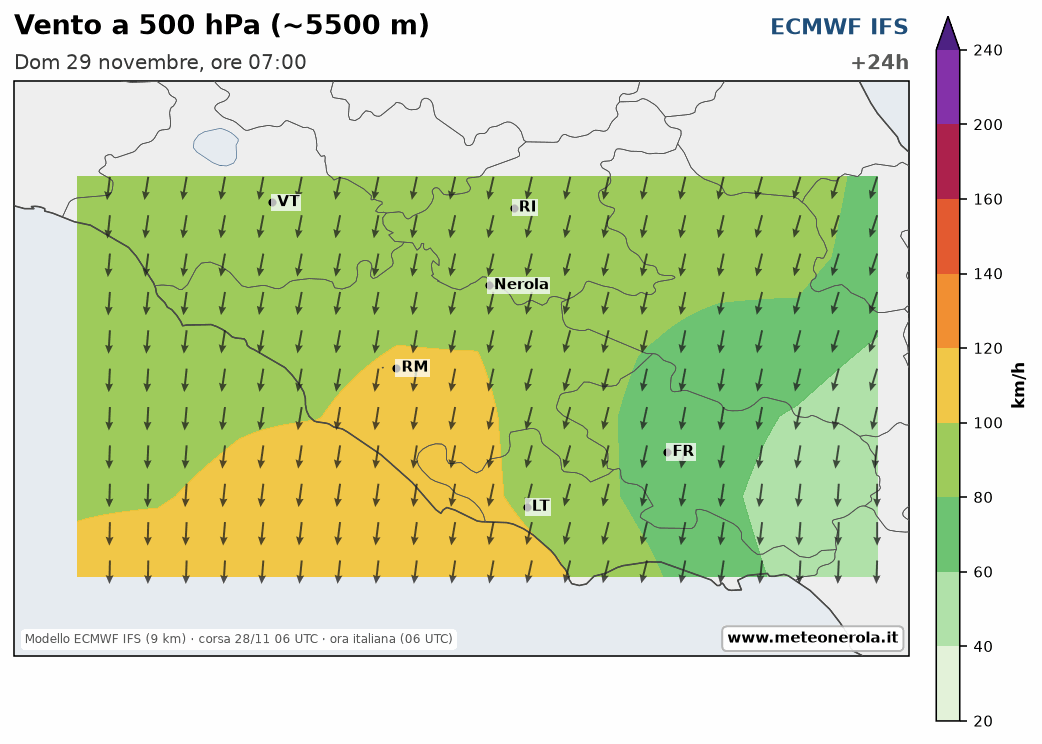 Vento a 500 hPa (~5500 m)
ECMWF IFS
Dom 29 novembre, ore 07:00
+24h
VT
RI
Nerola
RM
FR
LT
240
200
160
140
120
100
80
60
40
20
km/h
Modello ECMWF IFS (9 km) · corsa 28/11 06 UTC · ora italiana (06 UTC)
www.meteonerola.it